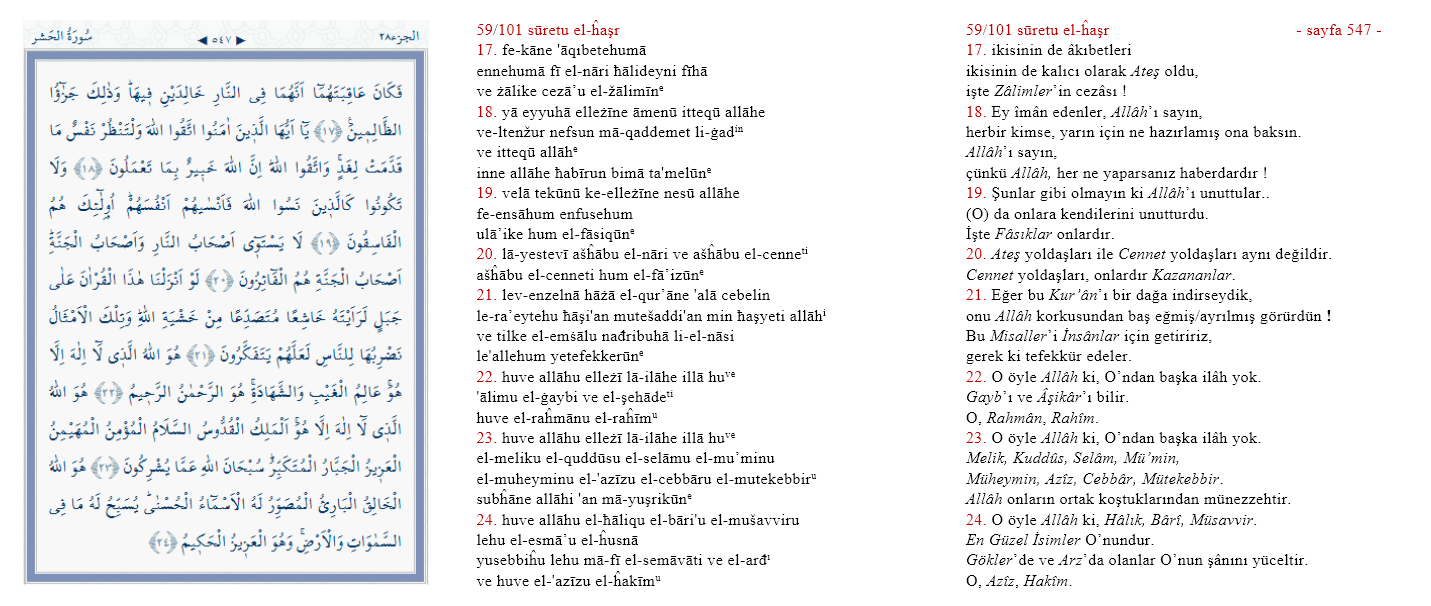 سُورَةُ الحَشر
٥٤٧
الجزء٢٨
فَكَانَ عَاقِبَتَهُمَٓا اَنَّهُمَا فِي النَّارِ خَالِدَيْنِ ف۪يهَاۜ وَذٰلِكَ جَزٰٓؤُا
الظَّالِم۪ينَ۟ ﴿١٧﴾ يَٓا اَيُّهَا الَّذ۪ينَ اٰمَنُوا اتَّقُوا اللّٰهَ وَلْتَنْظُرْ نَفْسٌ مَا
قَدَّمَتْ لِغَدٍۚ وَاتَّقُوا اللّٰهَۜ اِنَّ اللّٰهَ خَب۪يرٌ بِمَا تَعْمَلُونَ ﴿١٨﴾ وَلَا
تَكُونُوا كَالَّذ۪ينَ نَسُوا اللّٰهَ فَاَنْسٰيهُمْ اَنْفُسَهُمْۜ اُو۬لٰٓئِكَ هُمُ
الْفَاسِقُونَ ﴿١٩﴾ لَا يَسْتَو۪ٓي اَصْحَابُ النَّارِ وَاَصْحَابُ الْجَنَّةِۜ
اَصْحَابُ الْجَنَّةِ هُمُ الْفَٓائِزُونَ ﴿٢٠﴾ لَوْ اَنْزَلْنَا هٰذَا الْقُرْاٰنَ عَلٰى
جَبَلٍ لَرَاَيْتَهُ خَاشِعًا مُتَصَدِّعًا مِنْ خَشْيَةِ اللّٰهِۜ وَتِلْكَ الْاَمْثَالُ
نَضْرِبُهَا لِلنَّاسِ لَعَلَّهُمْ يَتَفَكَّرُونَ ﴿٢١﴾ هُوَ اللّٰهُ الَّذ۪ي لَٓا اِلٰهَ اِلَّا
هُوَۚ عَالِمُ الْغَيْبِ وَالشَّهَادَةِۚ هُوَ الرَّحْمٰنُ الرَّح۪يمُ ﴿٢٢﴾ هُوَ اللّٰهُ
الَّذ۪ي لَٓا اِلٰهَ اِلَّا هُوَۚ اَلْمَلِكُ الْقُدُّوسُ السَّلَامُ الْمُؤْمِنُ الْمُهَيْمِنُ
الْعَز۪يزُ الْجَبَّارُ الْمُتَكَبِّرُۜ سُبْحَانَ اللّٰهِ عَمَّا يُشْرِكُونَ ﴿٢٣﴾ هُوَ اللّٰهُ
الْخَالِقُ الْبَارِئُ الْمُصَوِّرُ لَهُ الْاَسْمَٓاءُ الْحُسْنٰىۜ يُسَبِّحُ لَهُ مَا فِي
السَّمٰوَاتِ وَالْاَرْضِۚ وَهُوَ الْعَز۪يزُ الْحَك۪يمُ ﴿٢٤﴾
59/101 sūretu el-ĥaşr
17. fe-kāne 'āqıbetehumā
ennehumā fī el-nāri ħālideyni fīhā
ve żālike cezā’u el-žālimīnᵉ
18. yā eyyuhā elleżīne āmenū itteqū allāhe
ve-ltenžur nefsun mā-qaddemet li-ġadⁱⁿ
ve itteqū allāhᵉ
inne allāhe ħabīrun bimā ta'melūnᵉ
19. velā tekūnū ke-elleżīne nesū allāhe
fe-ensāhum enfusehum
ulā’ike hum el-fāsiqūnᵉ
20. lā-yestevī ašĥābu el-nāri ve ašĥābu el-cenneᵗⁱ
ašĥābu el-cenneti hum el-fā’izūnᵉ
21. lev-enzelnā hāżā el-qur’āne 'alā cebelin
le-ra’eytehu ħāşi'an mutešaddi'an min ħaşyeti allāhⁱ
ve tilke el-emśālu nađribuhā li-el-nāsi
le'allehum yetefekkerūnᵉ
22. huve allāhu elleżī lā-ilāhe illā huᵛᵉ
'ālimu el-ġaybi ve el-şehādeᵗⁱ
huve el-raĥmānu el-raĥīmᵘ
23. huve allāhu elleżī lā-ilāhe illā huᵛᵉ
el-meliku el-quddūsu el-selāmu el-mu’minu
el-muheyminu el-'azīzu el-cebbāru el-mutekebbirᵘ
subĥāne allāhi 'an mā-yuşrikūnᵉ
24. huve allāhu el-ħāliqu el-bāri'u el-mušavviru
lehu el-esmā’u el-ĥusnā
yusebbiĥu lehu mā-fī el-semāvāti ve el-arđⁱ
ve huve el-'azīzu el-ĥakīmᵘ
59/101 sūretu el-ĥaşr - sayfa 547 -
17. ikisinin de âkıbetleri
ikisinin de kalıcı olarak Ateş oldu,
işte Zâlimler’in cezâsı !
18. Ey îmân edenler, Allâh’ı sayın,
herbir kimse, yarın için ne hazırlamış ona baksın.
Allâh’ı sayın,
çünkü Allâh, her ne yaparsanız haberdardır !
19. Şunlar gibi olmayın ki Allâh’ı unuttular..
(O) da onlara kendilerini unutturdu.
İşte Fâsıklar onlardır.
20. Ateş yoldaşları ile Cennet yoldaşları aynı değildir.
Cennet yoldaşları, onlardır Kazananlar.
21. Eğer bu Kur’ân’ı bir dağa indirseydik,
onu Allâh korkusundan baş eğmiş/ayrılmış görürdün !
Bu Misaller’i İnsânlar için getiririz,
gerek ki tefekkür edeler.
22. O öyle Allâh ki, O’ndan başka ilâh yok.
Gayb’ı ve Âşikâr’ı bilir.
O, Rahmân, Rahîm.
23. O öyle Allâh ki, O’ndan başka ilâh yok.
Melik, Kuddûs, Selâm, Mü’min,
Müheymin, Azîz, Cebbâr, Mütekebbir.
Allâh onların ortak koştuklarından münezzehtir.
24. O öyle Allâh ki, Hâlık, Bârî, Müsavvir.
En Güzel İsimler O’nundur.
Gökler’de ve Arz’da olanlar O’nun şânını yüceltir.
O, Azîz, Hakîm.